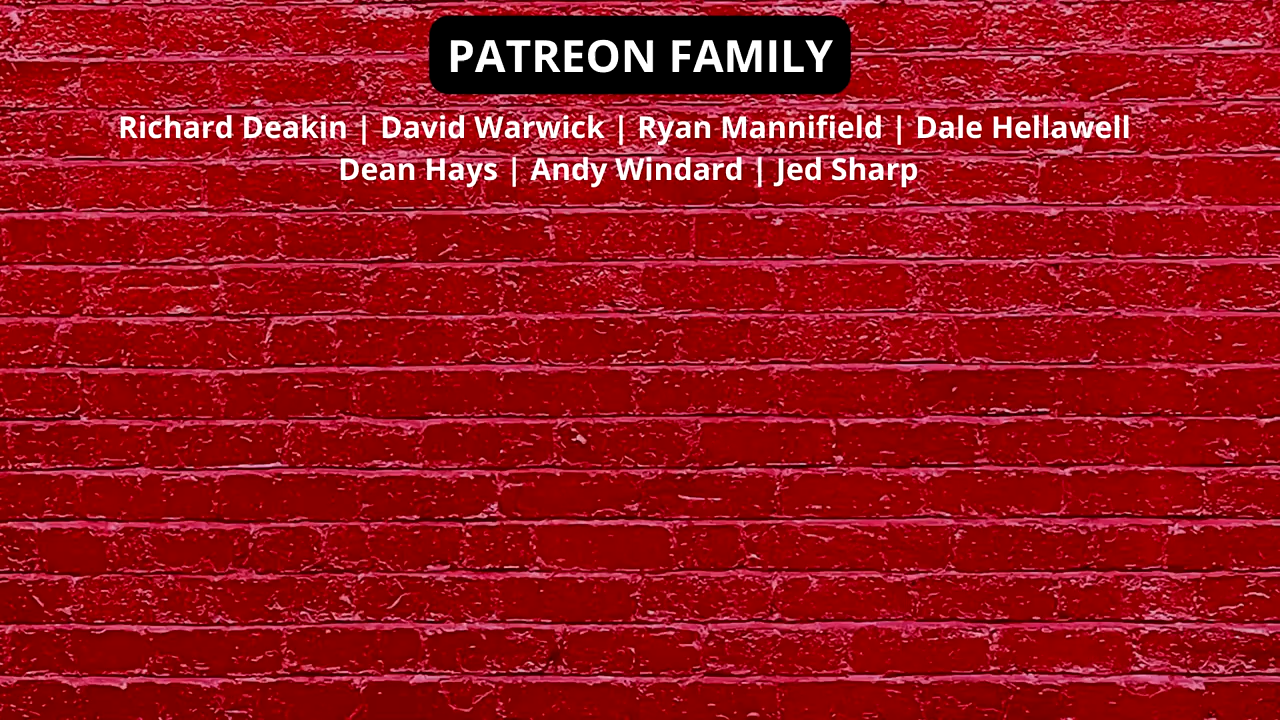 PATREON FAMILY
Richard Deakin | David Warwick | Ryan Mannifield | Dale Hellawell
Dean Hays | Andy Windard | Jed Sharp